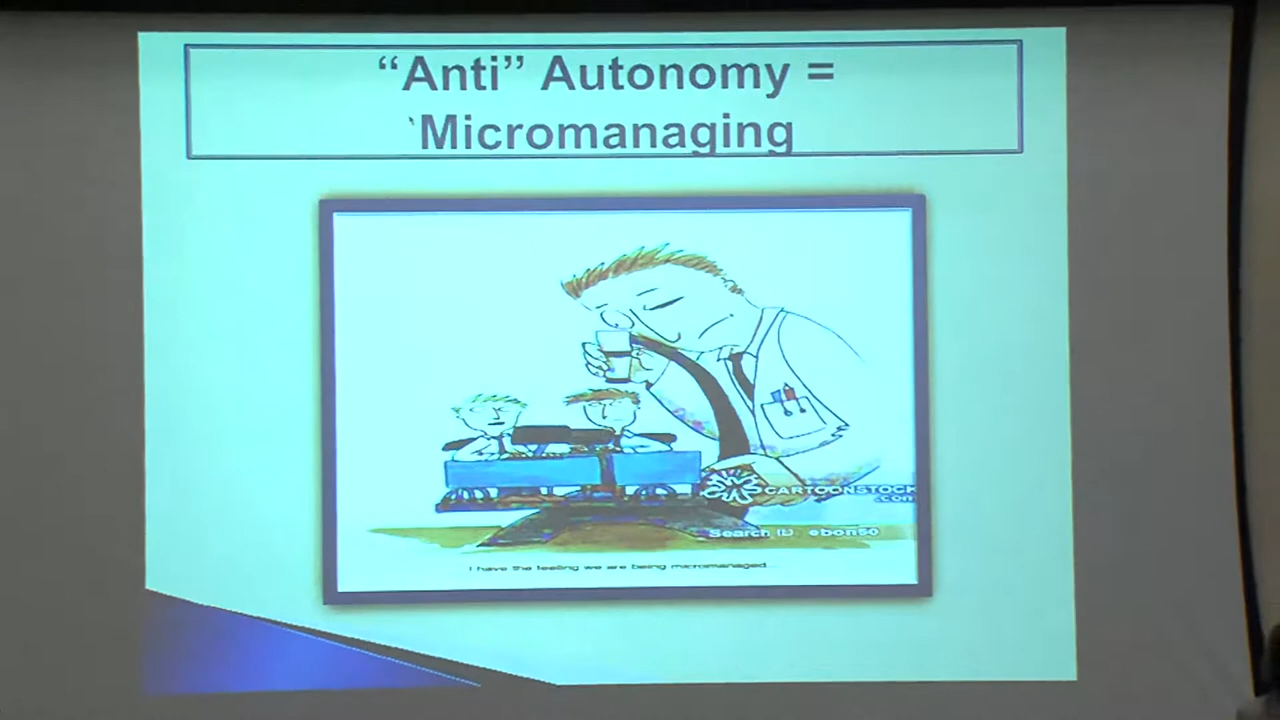 “Anti” Autonomy =
`Micromanaging
CARTOONSTOCK
.com
Search ID: ebon50
I have the feeling we are being micromanaged...